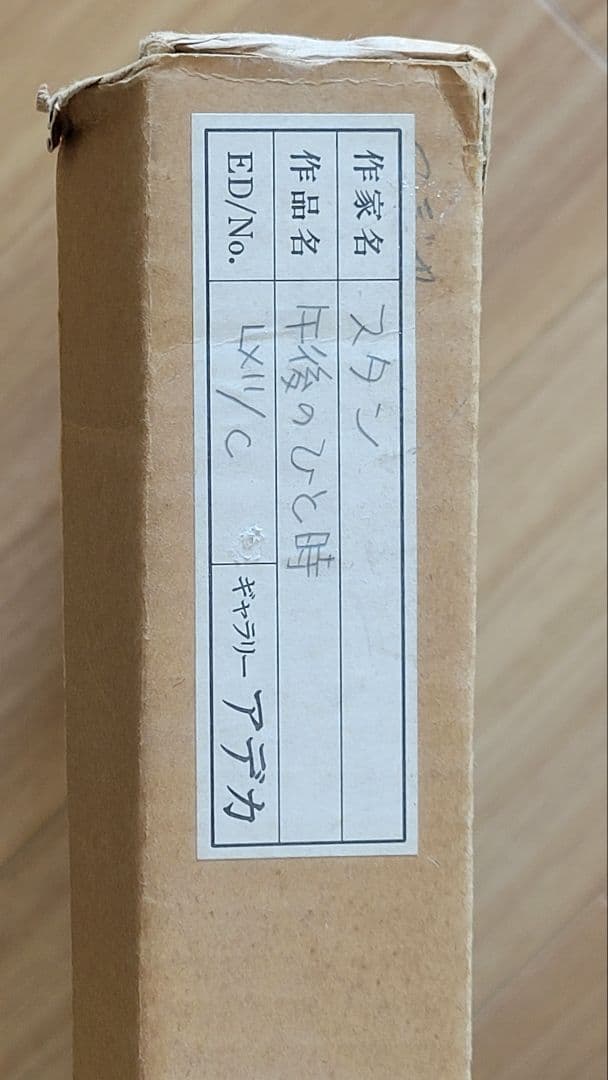 作家名 スタン
作品名 午後のひと時
ED/No. LXII/C ギャラリー アデカ